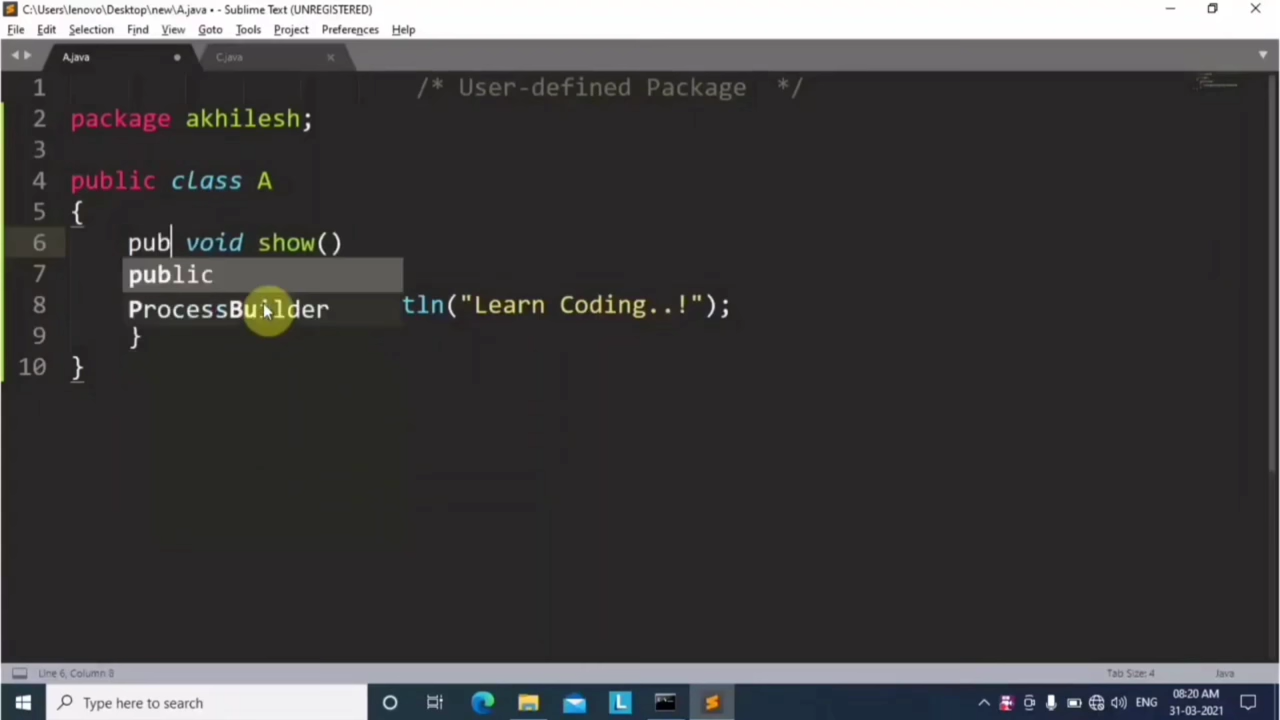 C:\Users\lenovo\Desktop\new\A.java • - Sublime Text (UNREGISTERED)
File Edit Selection Find View Goto Tools Project Preferences Help
A.java C.java
1 /* User-defined Package */
2 package akhilesh;
3
4 public class A
5 {
6 pub void show()
7 public
8 tln("Learn Coding..!");
ProcessBuilder
9 }
10 }
Line 6, Column 8 Tab Size: 4 Java
Type here to search L ENG 08:20 AM
31-03-2021